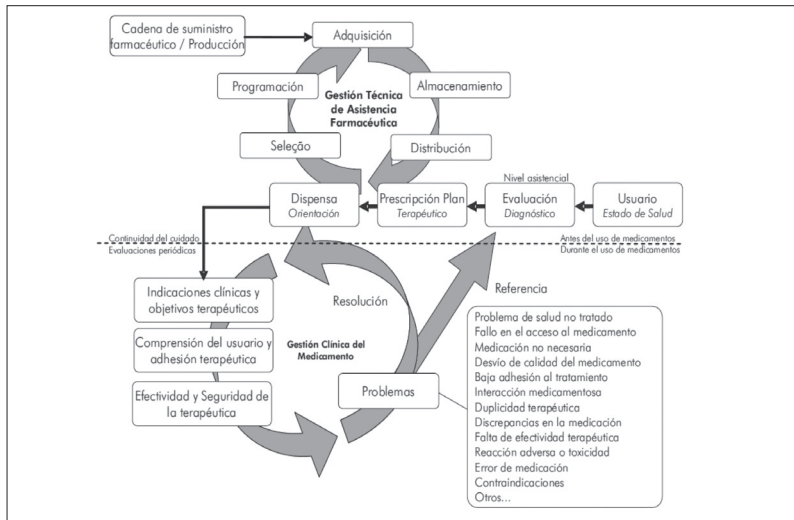 Cadena de suministro
farmacéutico / Producción
Adquisición
Programación
Almacenamiento
Gestión Técnica
de Asistencia
Farmacéutica
Seleção
Distribución
Nivel asistencial
Dispensa
Orientación
Prescripción Plan
Terapéutico
Evaluación
Diagnóstico
Usuario
Estado de Salud
Continuidad del cuidado
Evaluaciones periódicas
Antes del uso de medicamentos
Durante el uso de medicamentos
Indicaciones clínicas y
objetivos terapéuticos
Resolución
Referencia
Comprensión del usuario y
adhesión terapéutica
Gestión Clínica del
Medicamento
Efectividad y Seguridad de
la terapéutica
Problemas
Problema de salud no tratado
Fallo en el acceso al medicamento
Medicación no necesaria
Desvío de calidad del medicamento
Baja adhesión al tratamiento
Interacción medicamentosa
Duplicidad terapéutica
Discrepancias en la medicación
Falta de efectividad terapéutica
Reacción adversa o toxicidad
Error de medicación
Contraindicaciones
Otros...